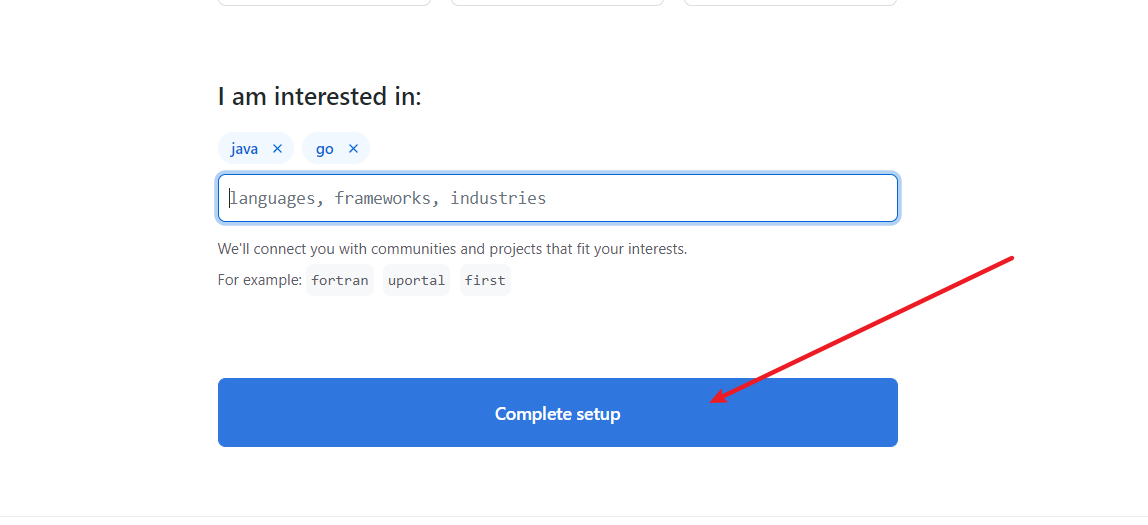 I am interested in:
java × go ×
languages, frameworks, industries
We'll connect you with communities and projects that fit your interests.
For example: fortran uportal first
Complete setup